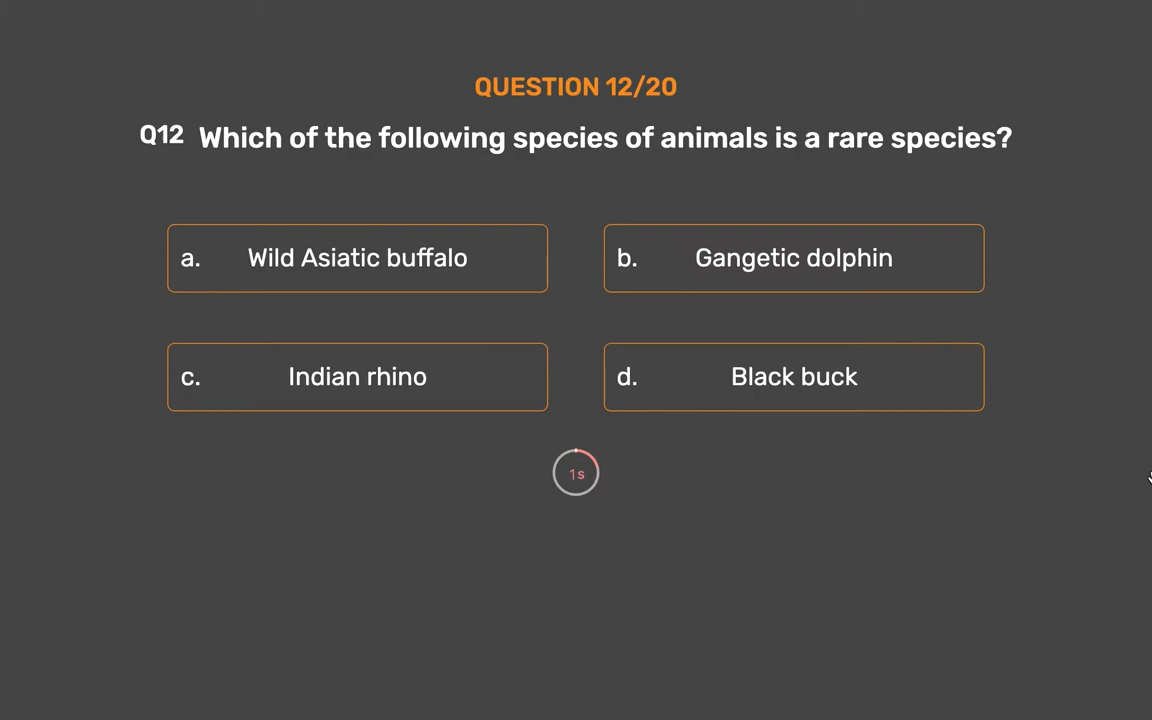 QUESTION 12/20
Q12 Which of the following species of animals is a rare species?
a. Wild Asiatic buffalo
b. Gangetic dolphin
c. Indian rhino
d. Black buck
1s